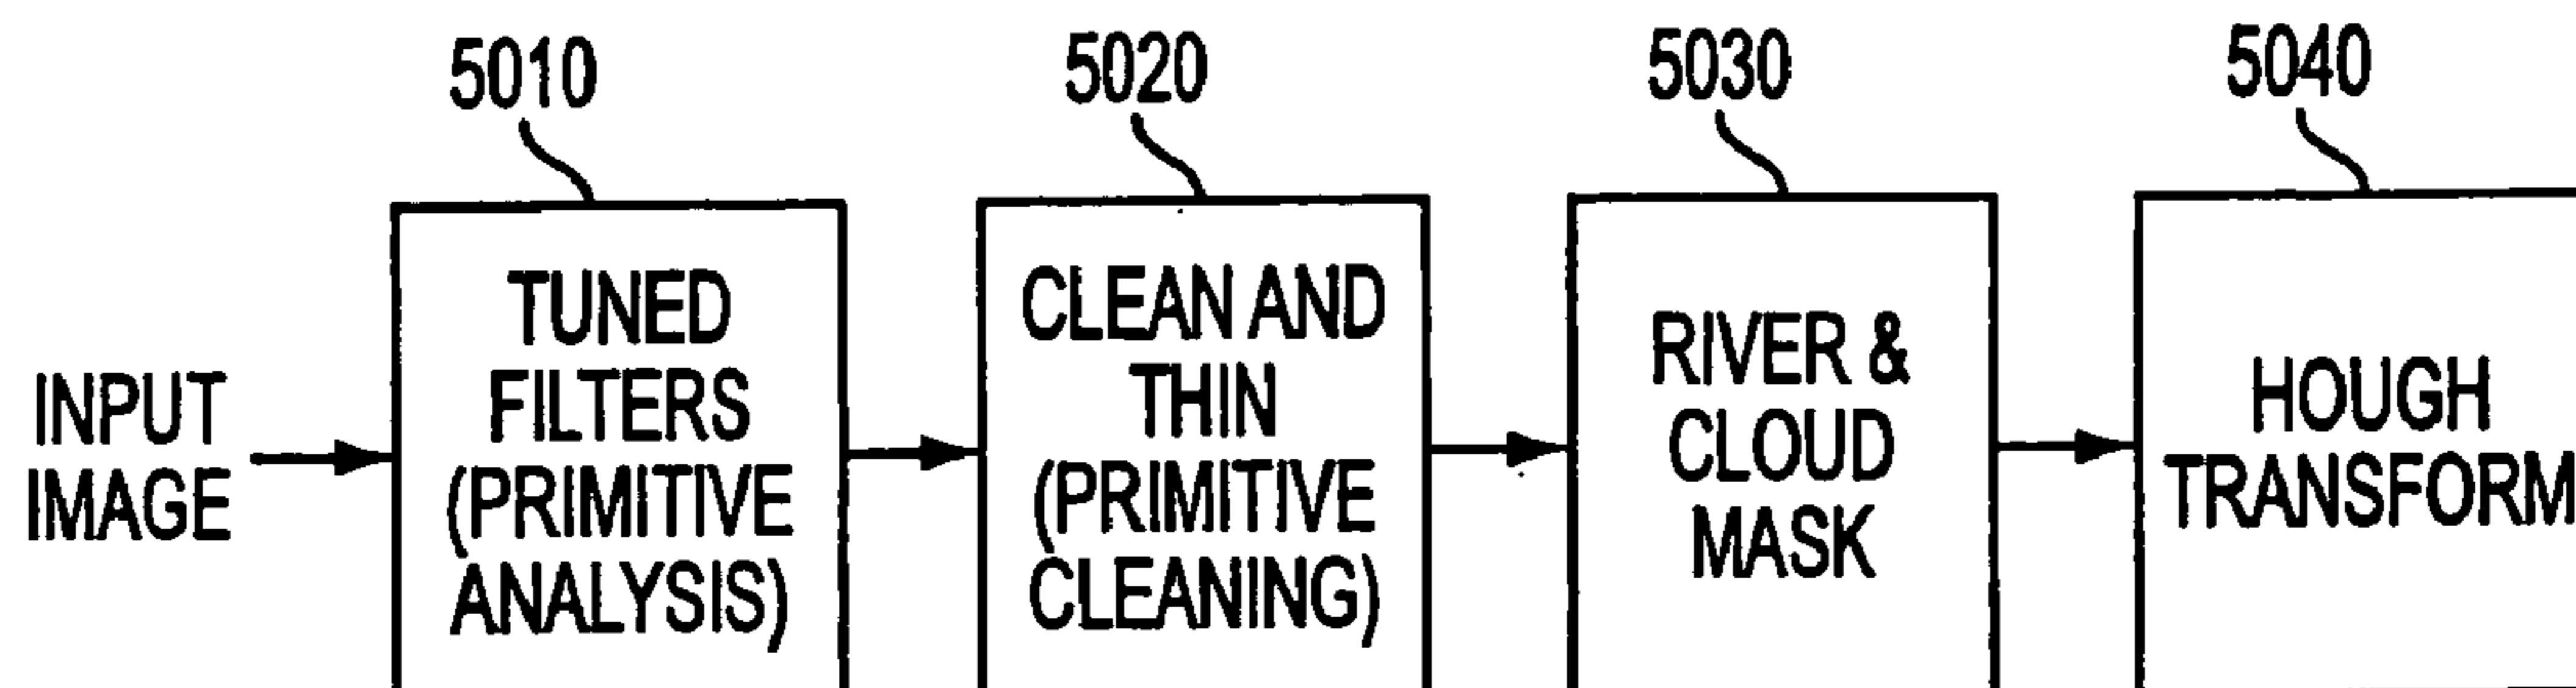 5010
5020
5030
5040
INPUT
IMAGE
TUNED
FILTERS
(PRIMITIVE
ANALYSIS)
CLEAN AND
THIN
(PRIMITIVE
CLEANING)
RIVER &
CLOUD
MASK
HOUGH
TRANSFORM